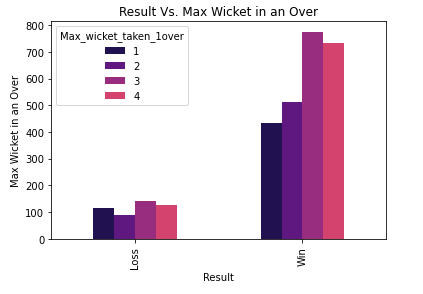 Result Vs. Max Wicket in an Over
Max_wicket_taken_1over
1
2
3
4
Max Wicket in an Over
800
700
600
500
400
300
200
100
0
Loss
Win
Result